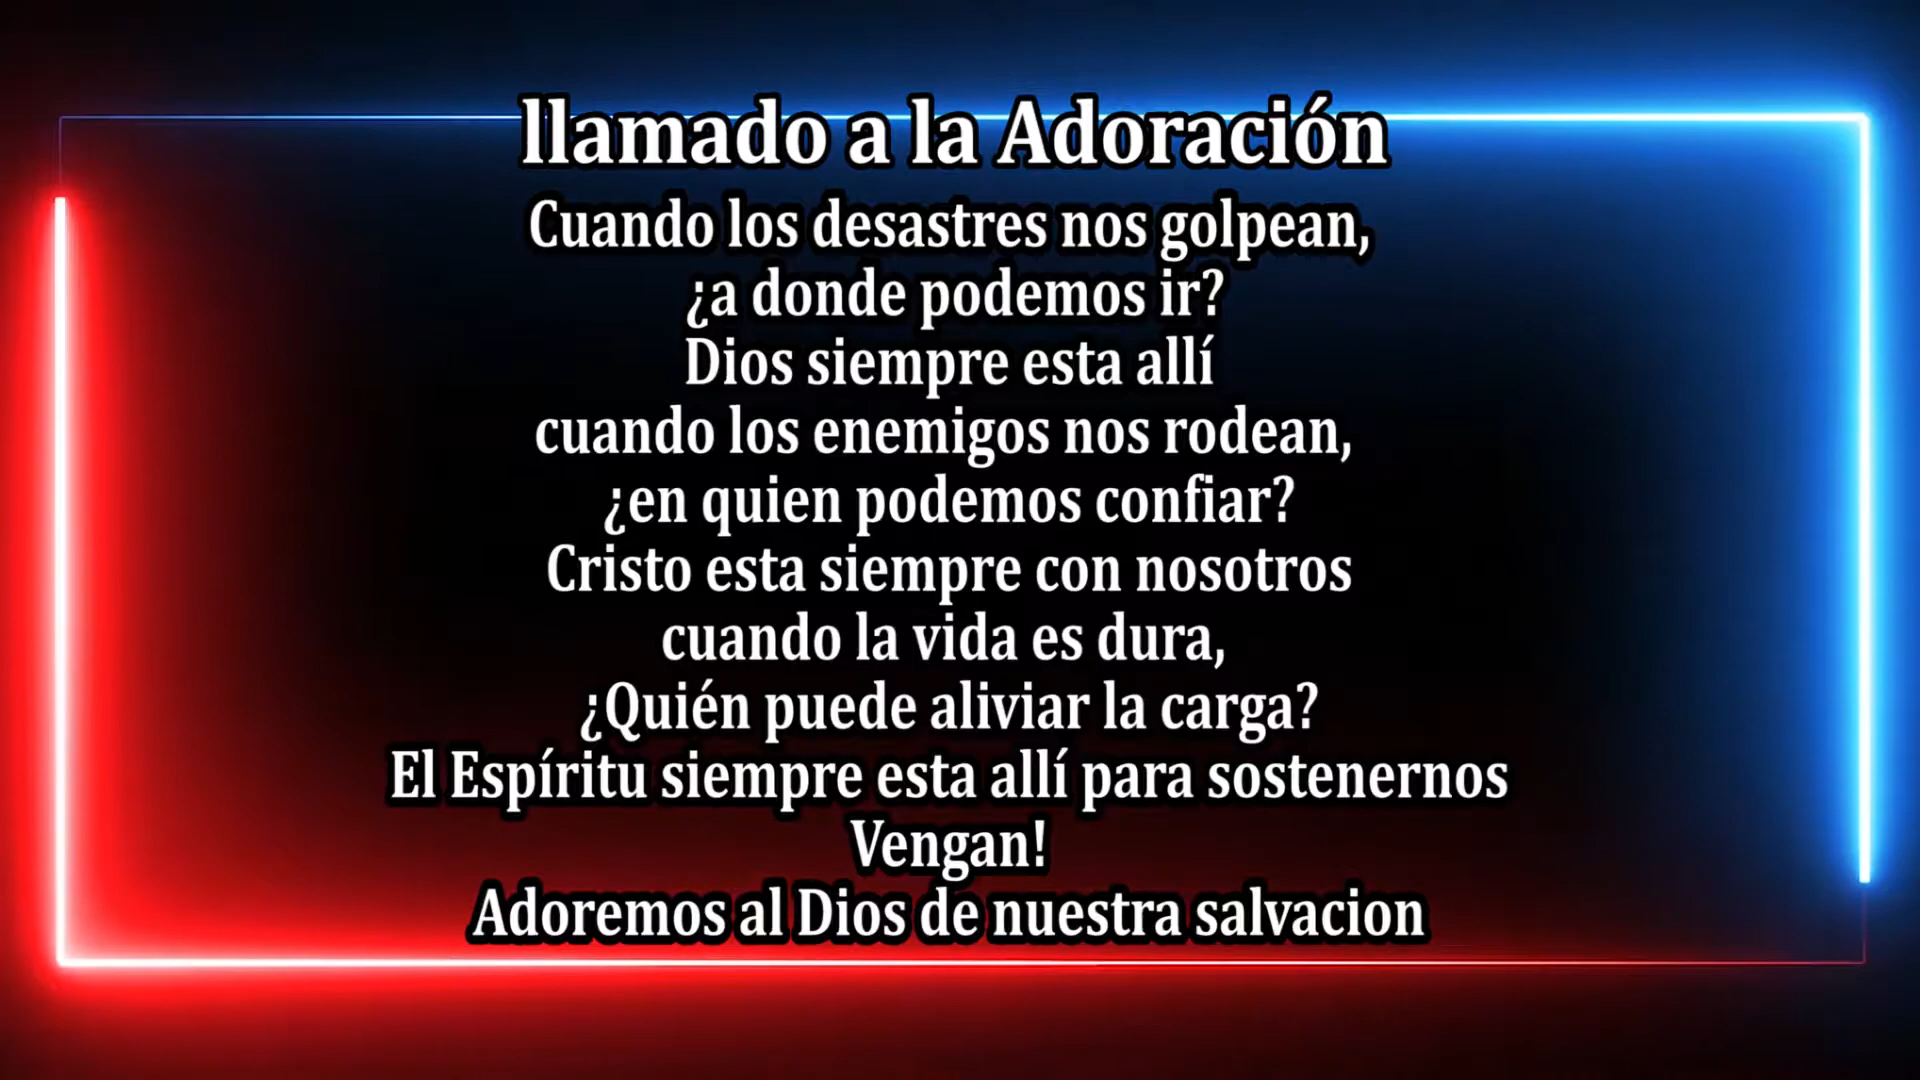 llamado a la Adoración
Cuando los desastres nos golpean,
¿a donde podemos ir?
Dios siempre esta allí
cuando los enemigos nos rodean,
¿en quien podemos confiar?
Cristo esta siempre con nosotros
cuando la vida es dura,
¿Quién puede aliviar la carga?
El Espíritu siempre esta allí para sostenernos
Vengan!
Adoremos al Dios de nuestra salvacion